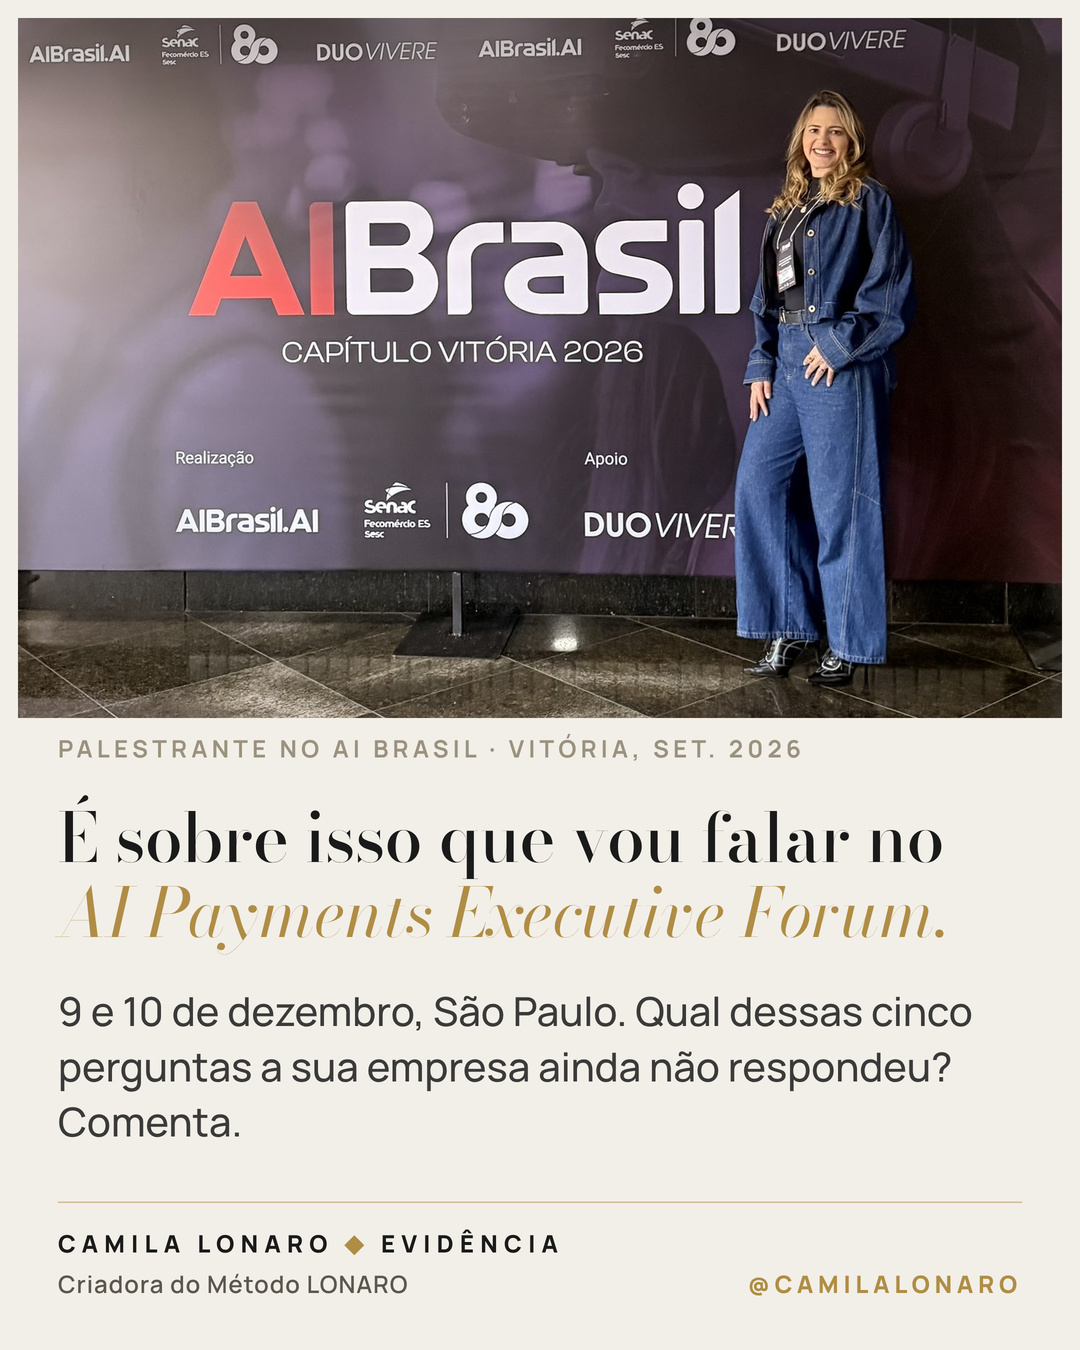 AIBrasil.AI Senac Fecomércio ES Sesc 80 DUOVIVERE AIBrasil.AI Senac Fecomércio ES Sesc 80 DUOVIVERE
AIBrasil
CAPÍTULO VITÓRIA 2026
Realização Apoio
AIBrasil.AI Senac Fecomércio ES Sesc 80 DUOVIVER
PALESTRANTE NO AI BRASIL · VITÓRIA, SET. 2026
É sobre isso que vou falar no
AI Payments Executive Forum.
9 e 10 de dezembro, São Paulo. Qual dessas cinco
perguntas a sua empresa ainda não respondeu?
Comenta.
CAMILA LONARO ◆ EVIDÊNCIA
Criadora do Método LONARO @CAMILALONARO